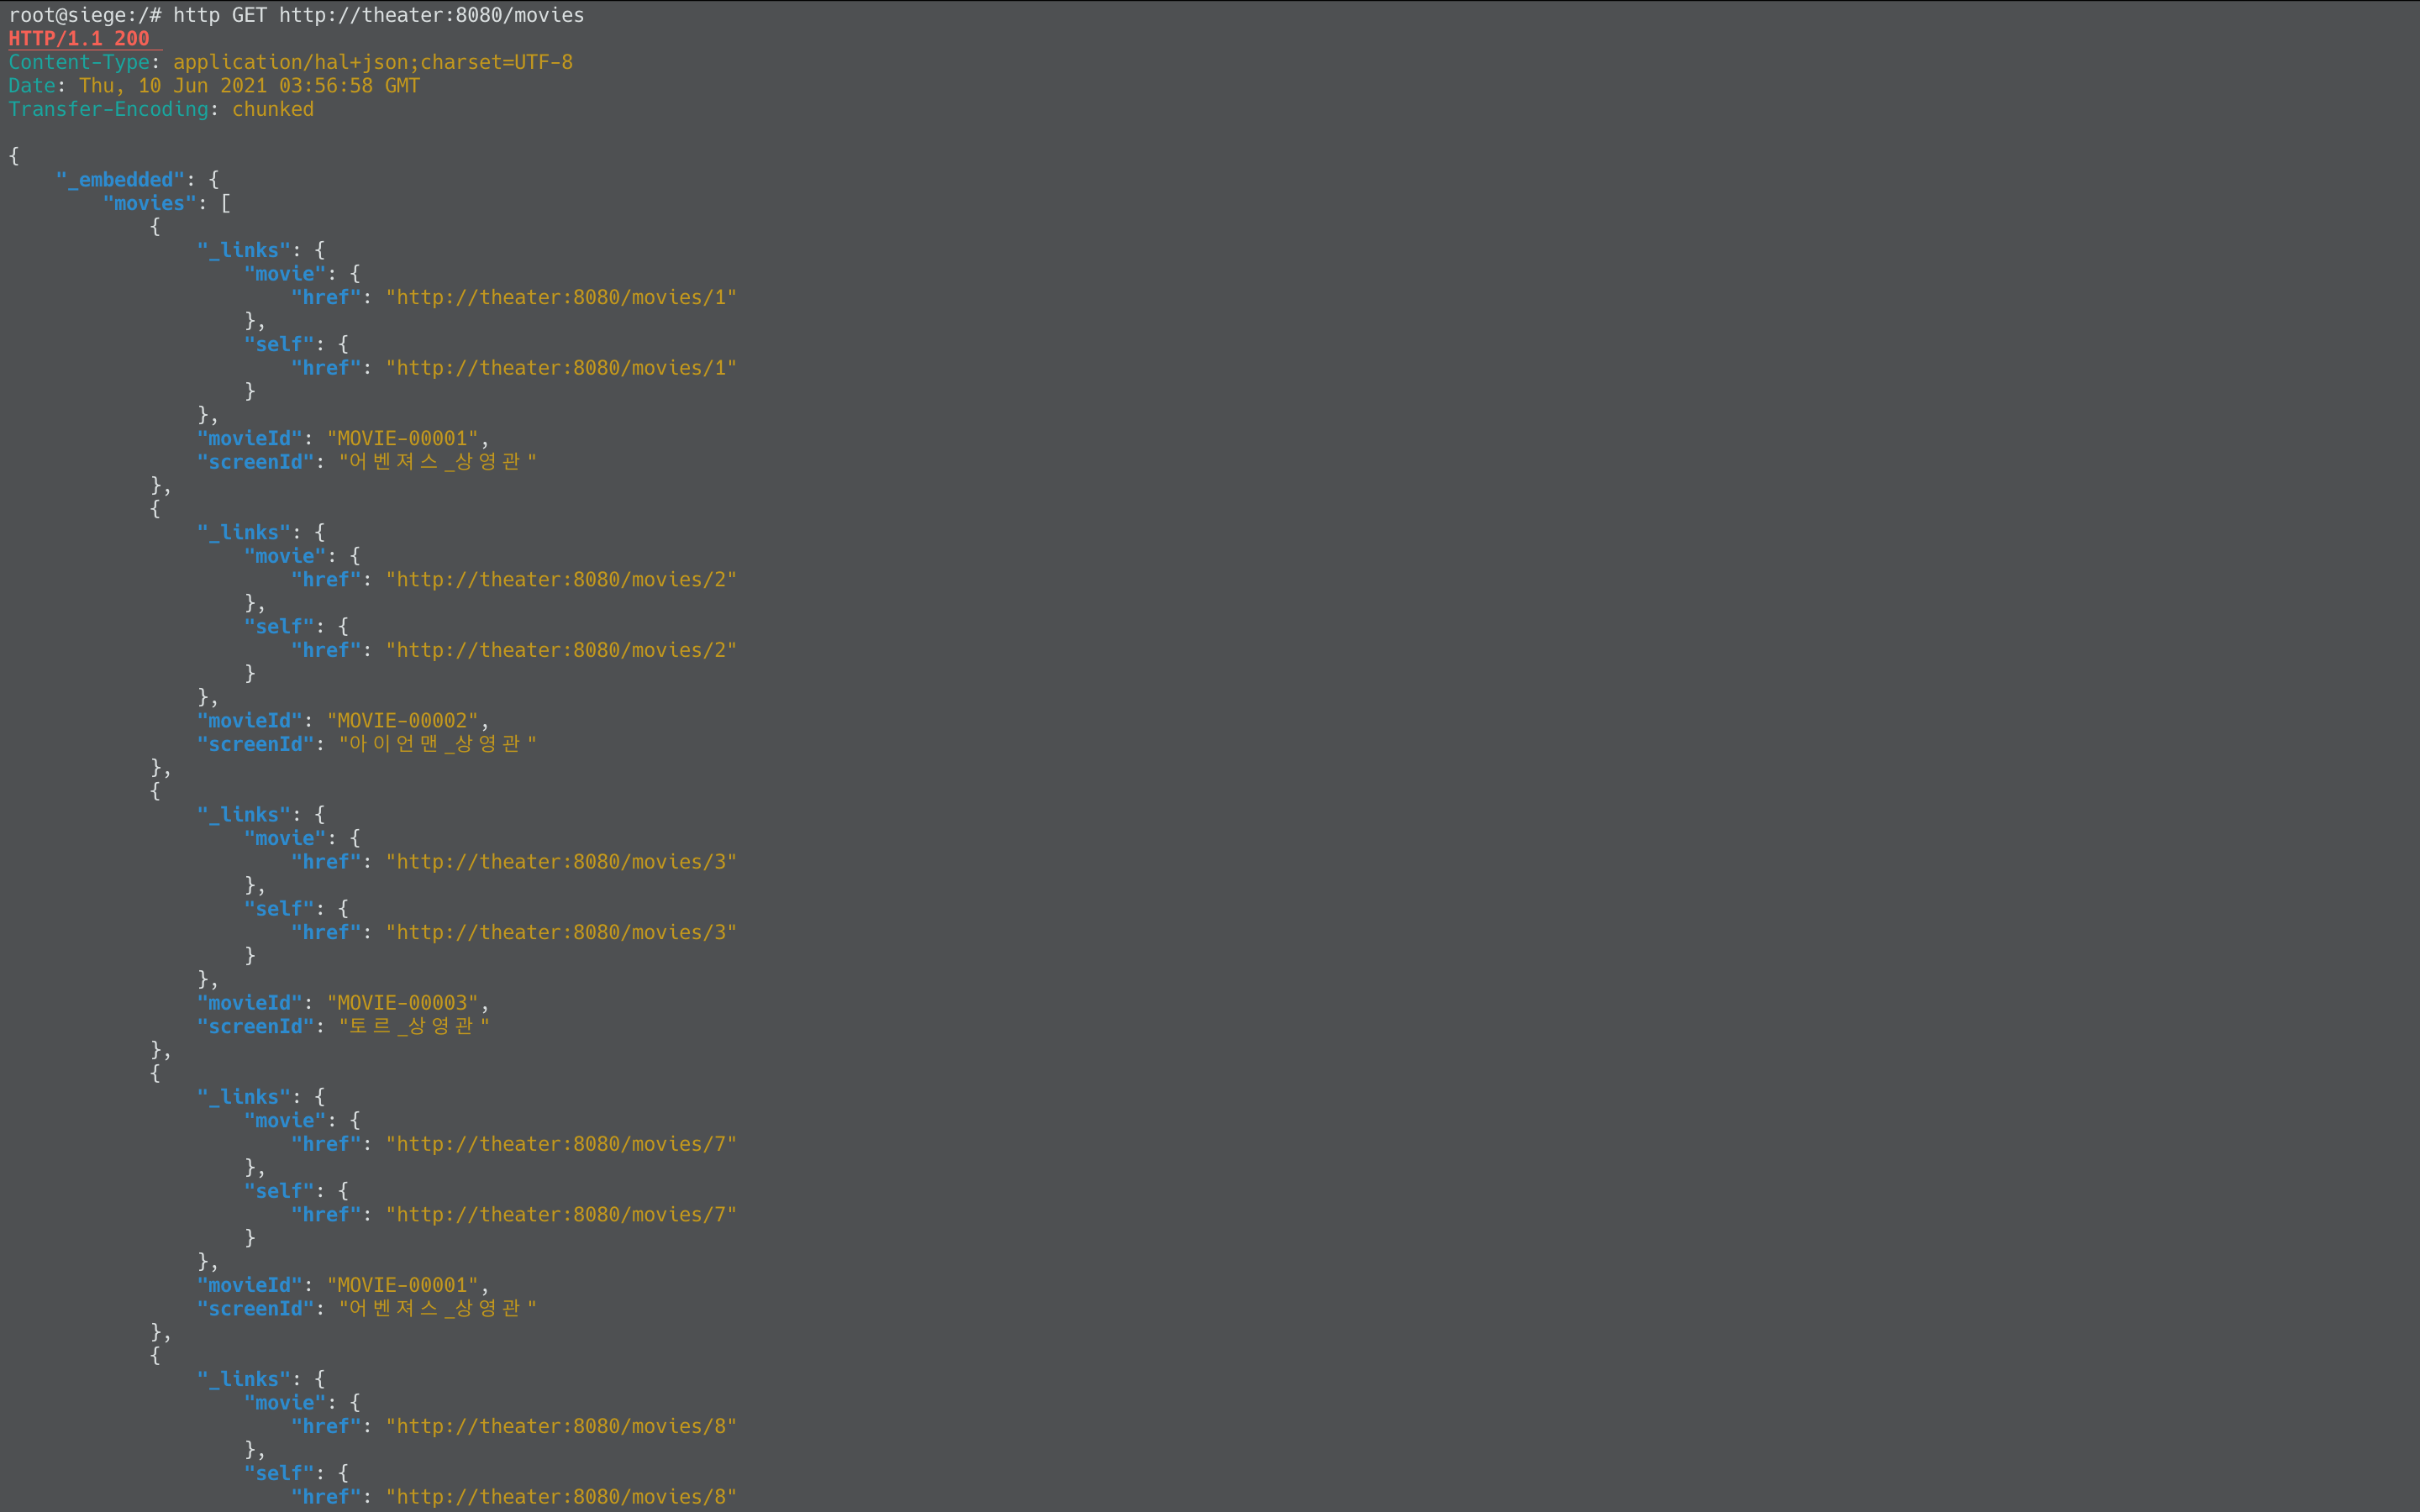 root@siege:/# http GET http://theater:8080/movies
HTTP/1.1 200
Content-Type: application/hal+json;charset=UTF-8
Date: Thu, 10 Jun 2021 03:56:58 GMT
Transfer-Encoding: chunked
{
"_embedded": {
"movies": [
{
"_links": {
"movie": {
"href": "http://theater:8080/movies/1"
},
"self": {
"href": "http://theater:8080/movies/1"
}
},
"movieId": "MOVIE-00001",
"screenId": "어벤져스_상영관"
},
{
"_links": {
"movie": {
"href": "http://theater:8080/movies/2"
},
"self": {
"href": "http://theater:8080/movies/2"
}
},
"movieId": "MOVIE-00002",
"screenId": "아이언맨_상영관"
},
{
"_links": {
"movie": {
"href": "http://theater:8080/movies/3"
},
"self": {
"href": "http://theater:8080/movies/3"
}
},
"movieId": "MOVIE-00003",
"screenId": "토르_상영관"
},
{
"_links": {
"movie": {
"href": "http://theater:8080/movies/7"
},
"self": {
"href": "http://theater:8080/movies/7"
}
},
"movieId": "MOVIE-00001",
"screenId": "어벤져스_상영관"
},
{
"_links": {
"movie": {
"href": "http://theater:8080/movies/8"
},
"self": {
"href": "http://theater:8080/movies/8"